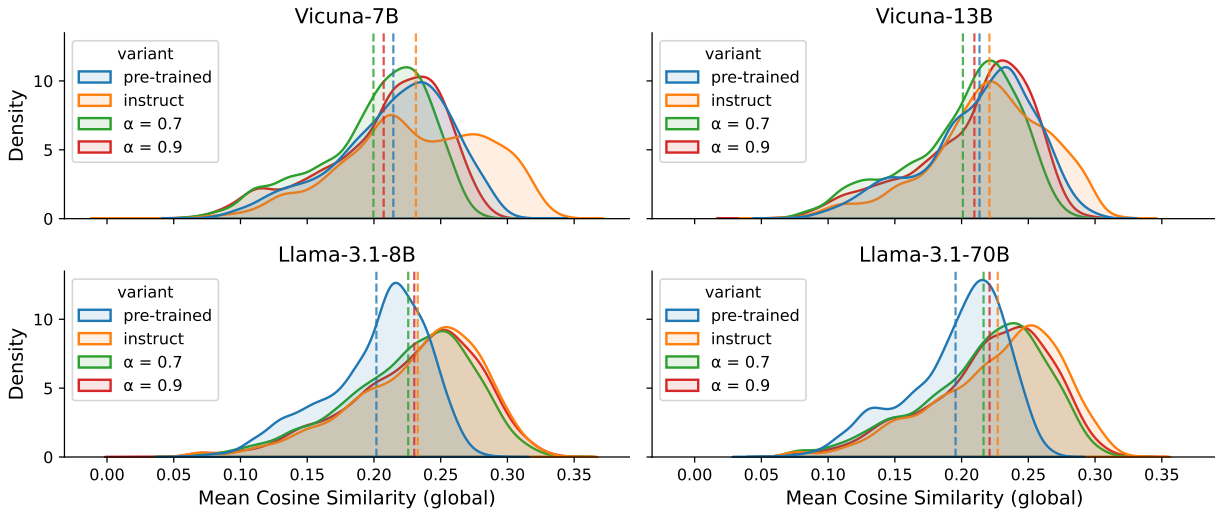 Vicuna-7B
Density
10
5
0
variant
pre-trained
instruct
α = 0.7
α = 0.9
Vicuna-13B
variant
pre-trained
instruct
α = 0.7
α = 0.9
Llama-3.1-8B
Density
10
5
0
variant
pre-trained
instruct
α = 0.7
α = 0.9
0.00 0.05 0.10 0.15 0.20 0.25 0.30 0.35
Mean Cosine Similarity (global)
Llama-3.1-70B
variant
pre-trained
instruct
α = 0.7
α = 0.9
0.00 0.05 0.10 0.15 0.20 0.25 0.30 0.35
Mean Cosine Similarity (global)